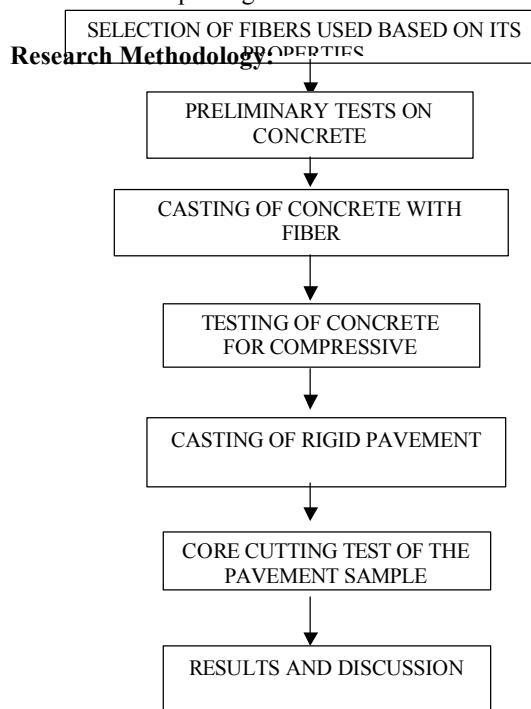 SELECTION OF FIBERS USED BASED ON ITS
PROPERTIES
Research Methodology:
PRELIMINARY TESTS ON
CONCRETE
CASTING OF CONCRETE WITH
FIBER
TESTING OF CONCRETE
FOR COMPRESSIVE
CASTING OF RIGID PAVEMENT
CORE CUTTING TEST OF THE
PAVEMENT SAMPLE
RESULTS AND DISCUSSION